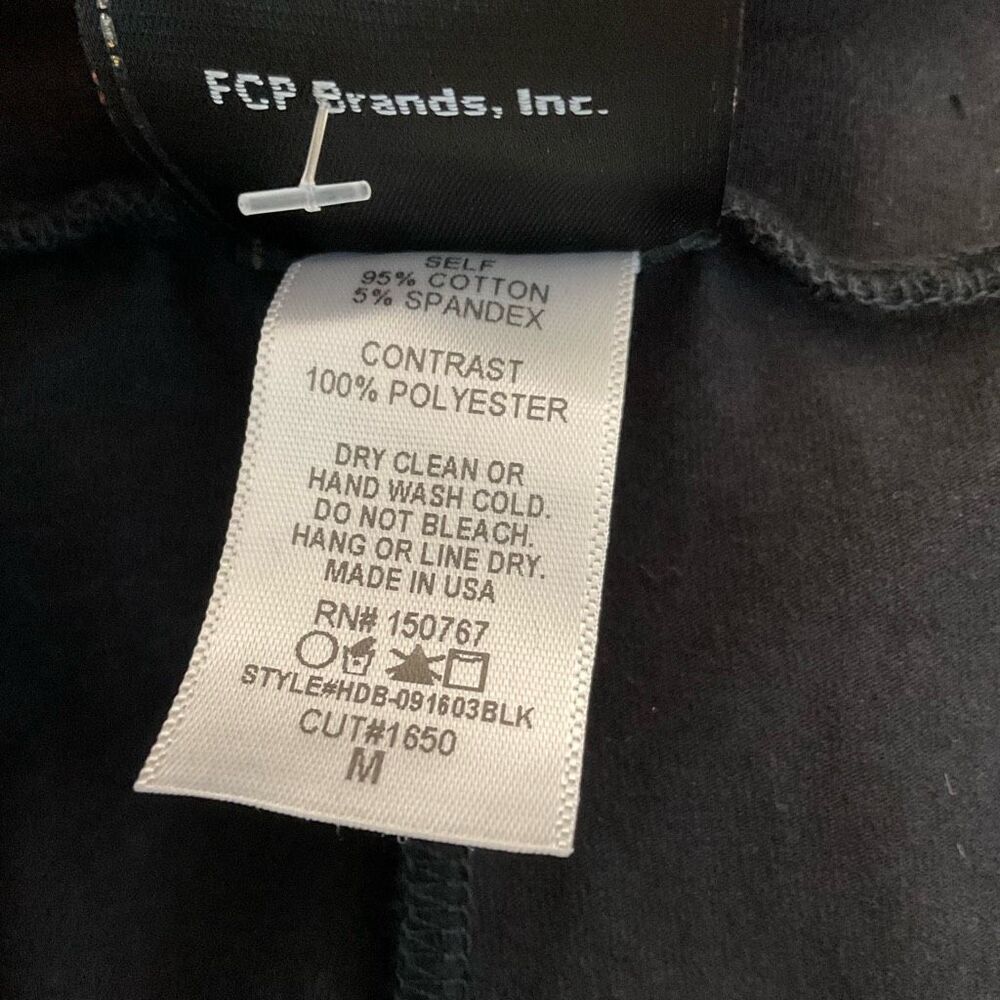 FCP Brands, Inc.
SELF
95% COTTON
5% SPANDEX
CONTRAST
100% POLYESTER
DRY CLEAN OR
HAND WASH COLD.
DO NOT BLEACH.
HANG OR LINE DRY.
MADE IN USA
RN# 150767
STYLE#HDB-091603BLK
CUT#1650
M